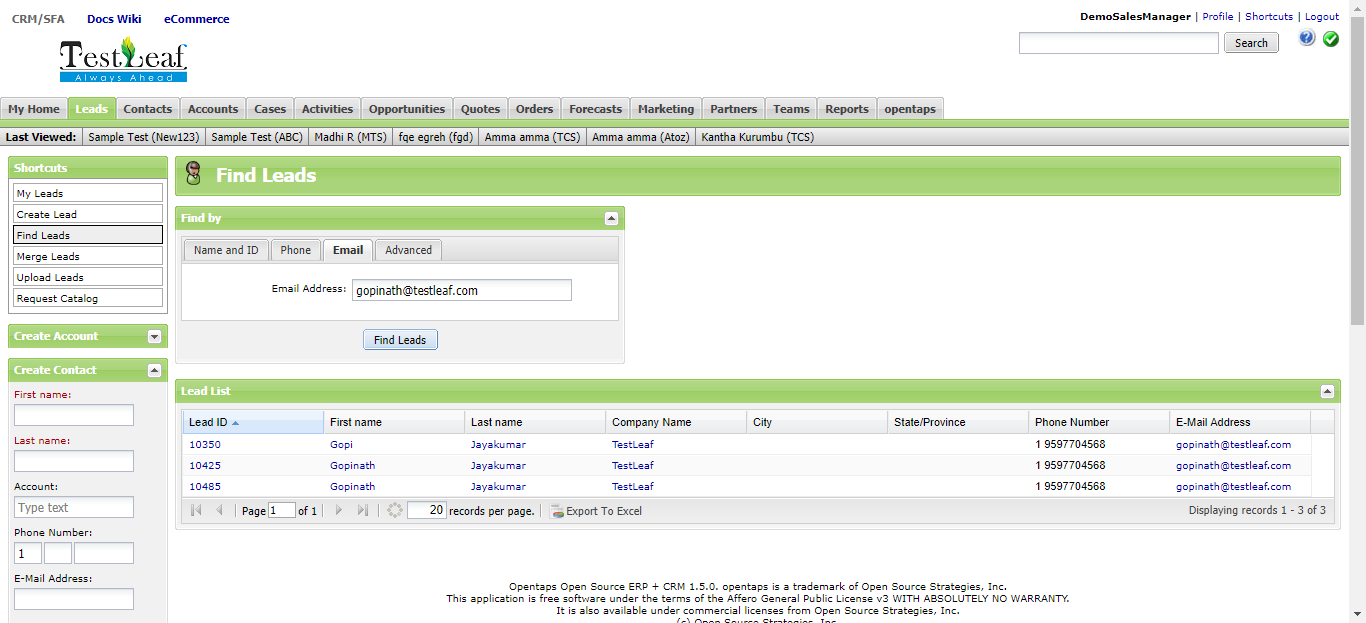 CRM/SFA Docs Wiki eCommerce
DemoSalesManager | Profile | Shortcuts | Logout
TestLeaf
Always Ahead
Search
My Home Leads Contacts Accounts Cases Activities Opportunities Quotes Orders Forecasts Marketing Partners Teams Reports opentaps
Last Viewed: Sample Test (New123) Sample Test (ABC) Madhi R (MTS) fqe egreh (fgd) Amma amma (TCS) Amma amma (Atoz) Kantha Kurumbu (TCS)
Shortcuts
My Leads
Create Lead
Find Leads
Merge Leads
Upload Leads
Request Catalog
Create Account
Create Contact
First name:
Last name:
Account:
Type text
Phone Number:
1
E-Mail Address:
Find Leads
Find by
Name and ID Phone Email Advanced
Email Address: gopinath@testleaf.com
Find Leads
Lead List
Lead ID First name Last name Company Name City State/Province Phone Number E-Mail Address
10350 Gopi Jayakumar TestLeaf 1 9597704568 gopinath@testleaf.com
10425 Gopinath Jayakumar TestLeaf 1 9597704568 gopinath@testleaf.com
10485 Gopinath Jayakumar TestLeaf 1 9597704568 gopinath@testleaf.com
Page 1 of 1 20 records per page. Export To Excel Displaying records 1 - 3 of 3
Opentaps Open Source ERP + CRM 1.5.0. opentaps is a trademark of Open Source Strategies, Inc.
This application is free software under the terms of the Affero General Public License v3 WITH ABSOLUTELY NO WARRANTY.
It is also available under commercial licenses from Open Source Strategies, Inc.
(c) Open Source Strategies, Inc.